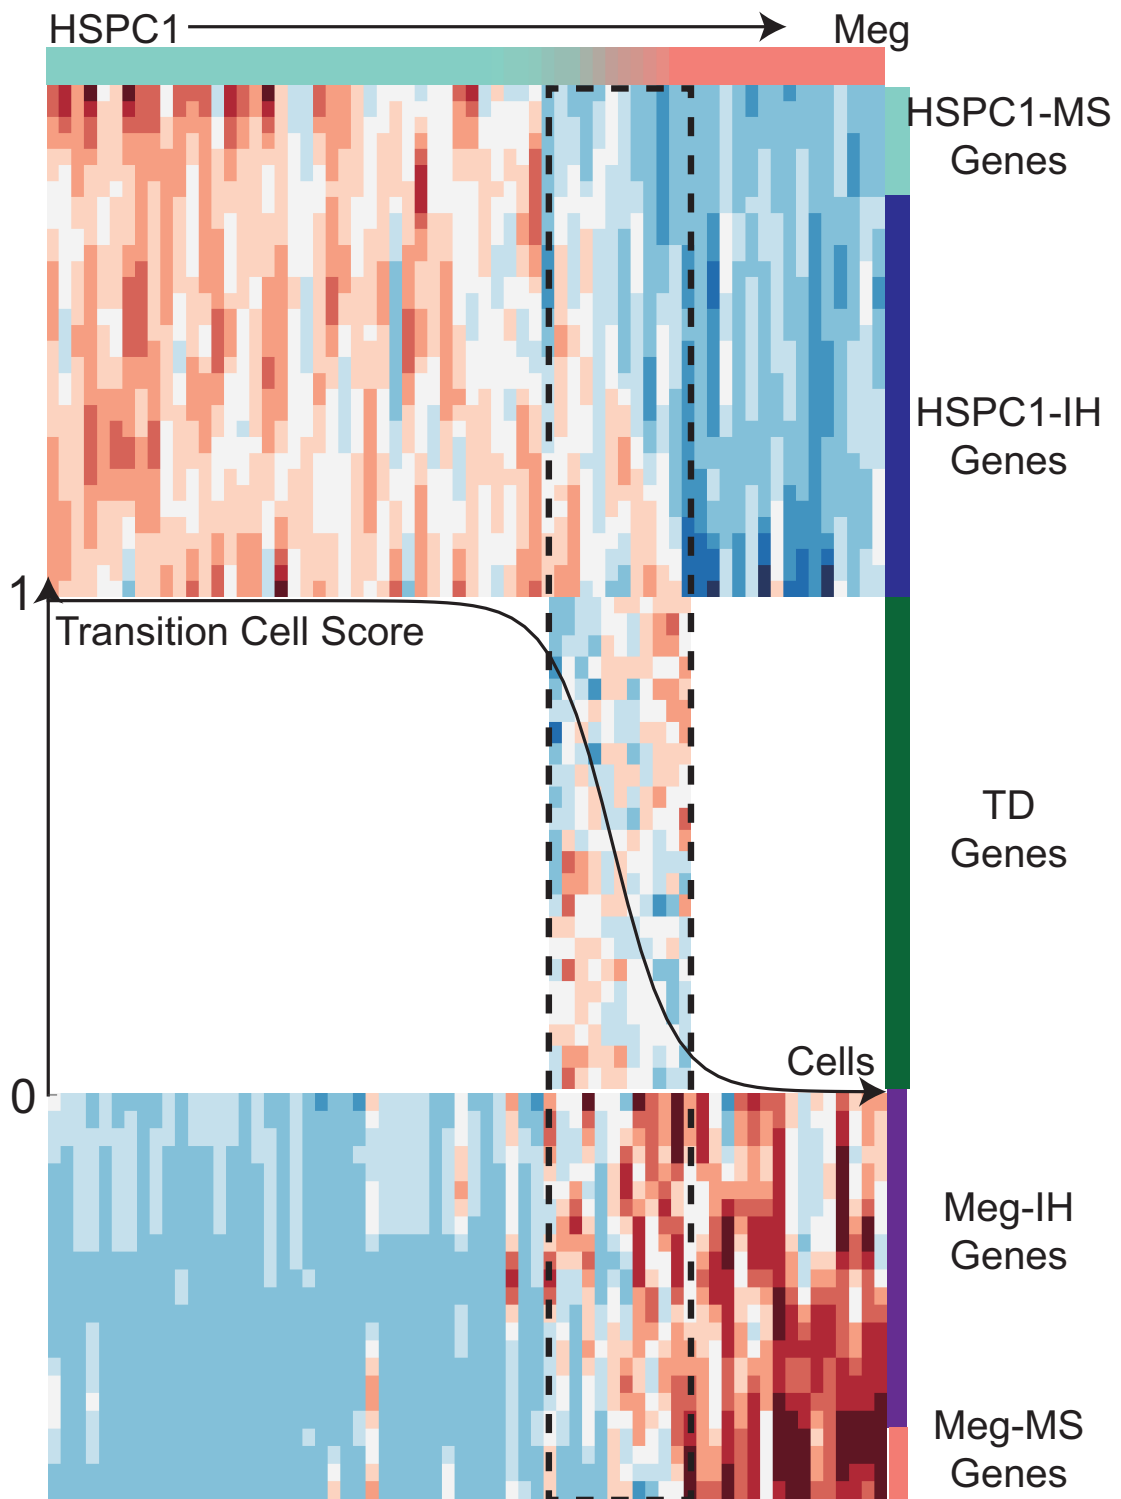 HSPC1
Meg
HSPC1-MS
Genes
HSPC1-IH
Genes
1
Transition Cell Score
TD
Genes
Cells
0
Meg-IH
Genes
Meg-MS
Genes